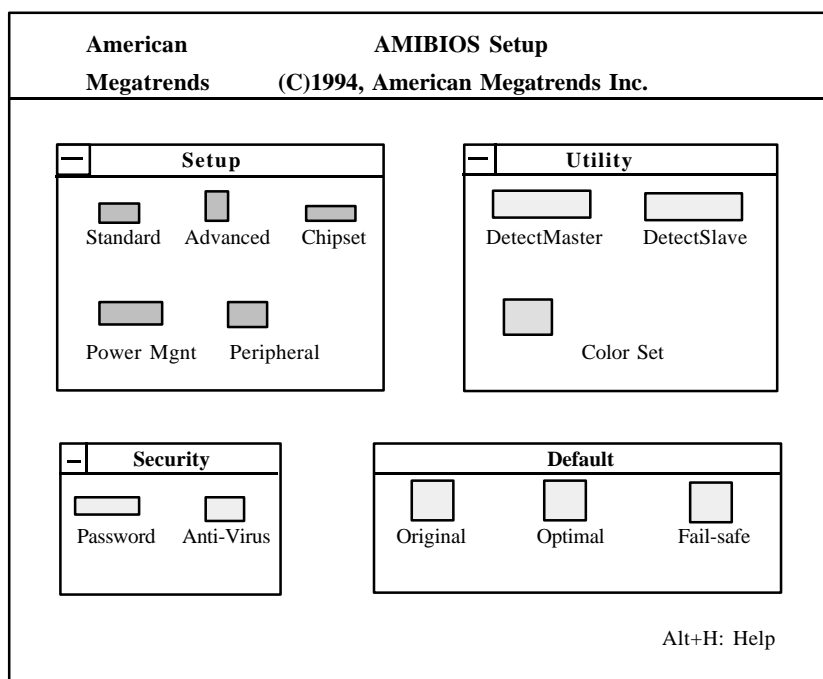 American AMIBIOS Setup
Megatrends (C)1994, American Megatrends Inc.
Setup
Standard Advanced Chipset
Power Mgnt Peripheral
Utility
DetectMaster DetectSlave
Color Set
Security
Password Anti-Virus
Default
Original Optimal Fail-safe
Alt+H: Help